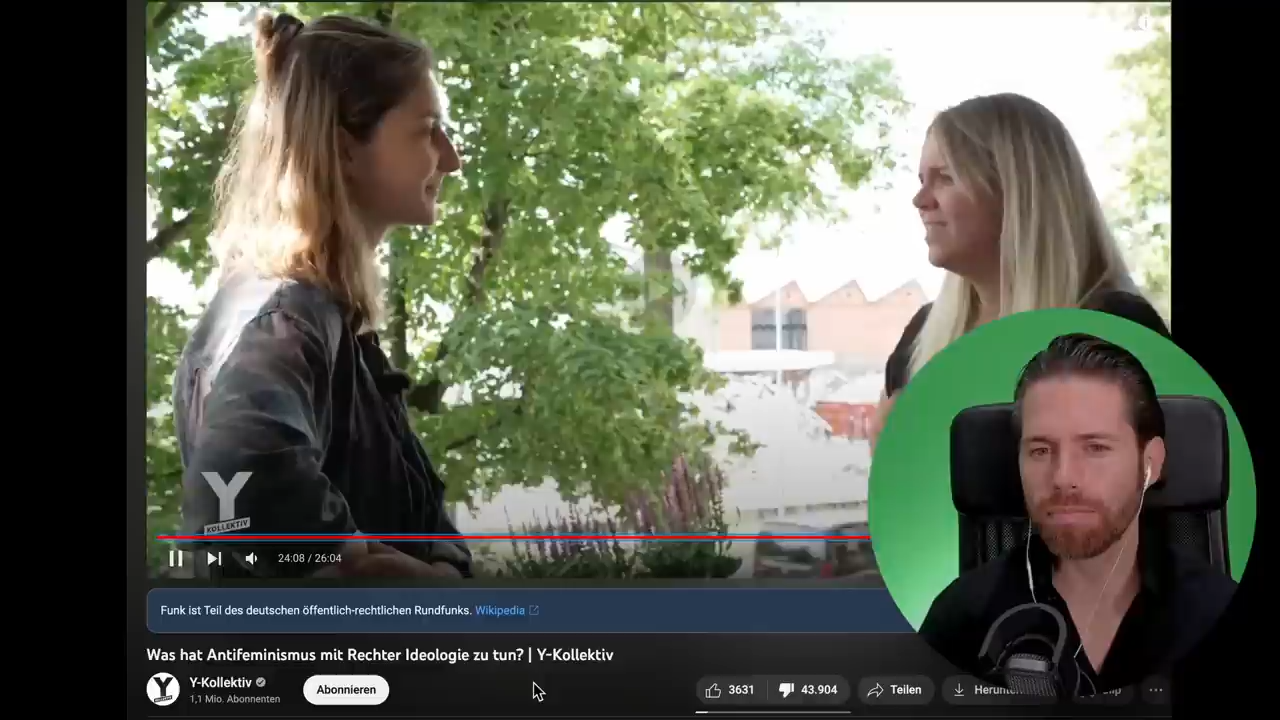 Y
KOLLEKTIV
24:08 / 26:04
Funk ist Teil des deutschen öffentlich-rechtlichen Rundfunks. Wikipedia
Was hat Antifeminismus mit Rechter Ideologie zu tun? | Y-Kollektiv
Y-Kollektiv
1,1 Mio. Abonnenten
Abonnieren
3631
43.904
Teilen